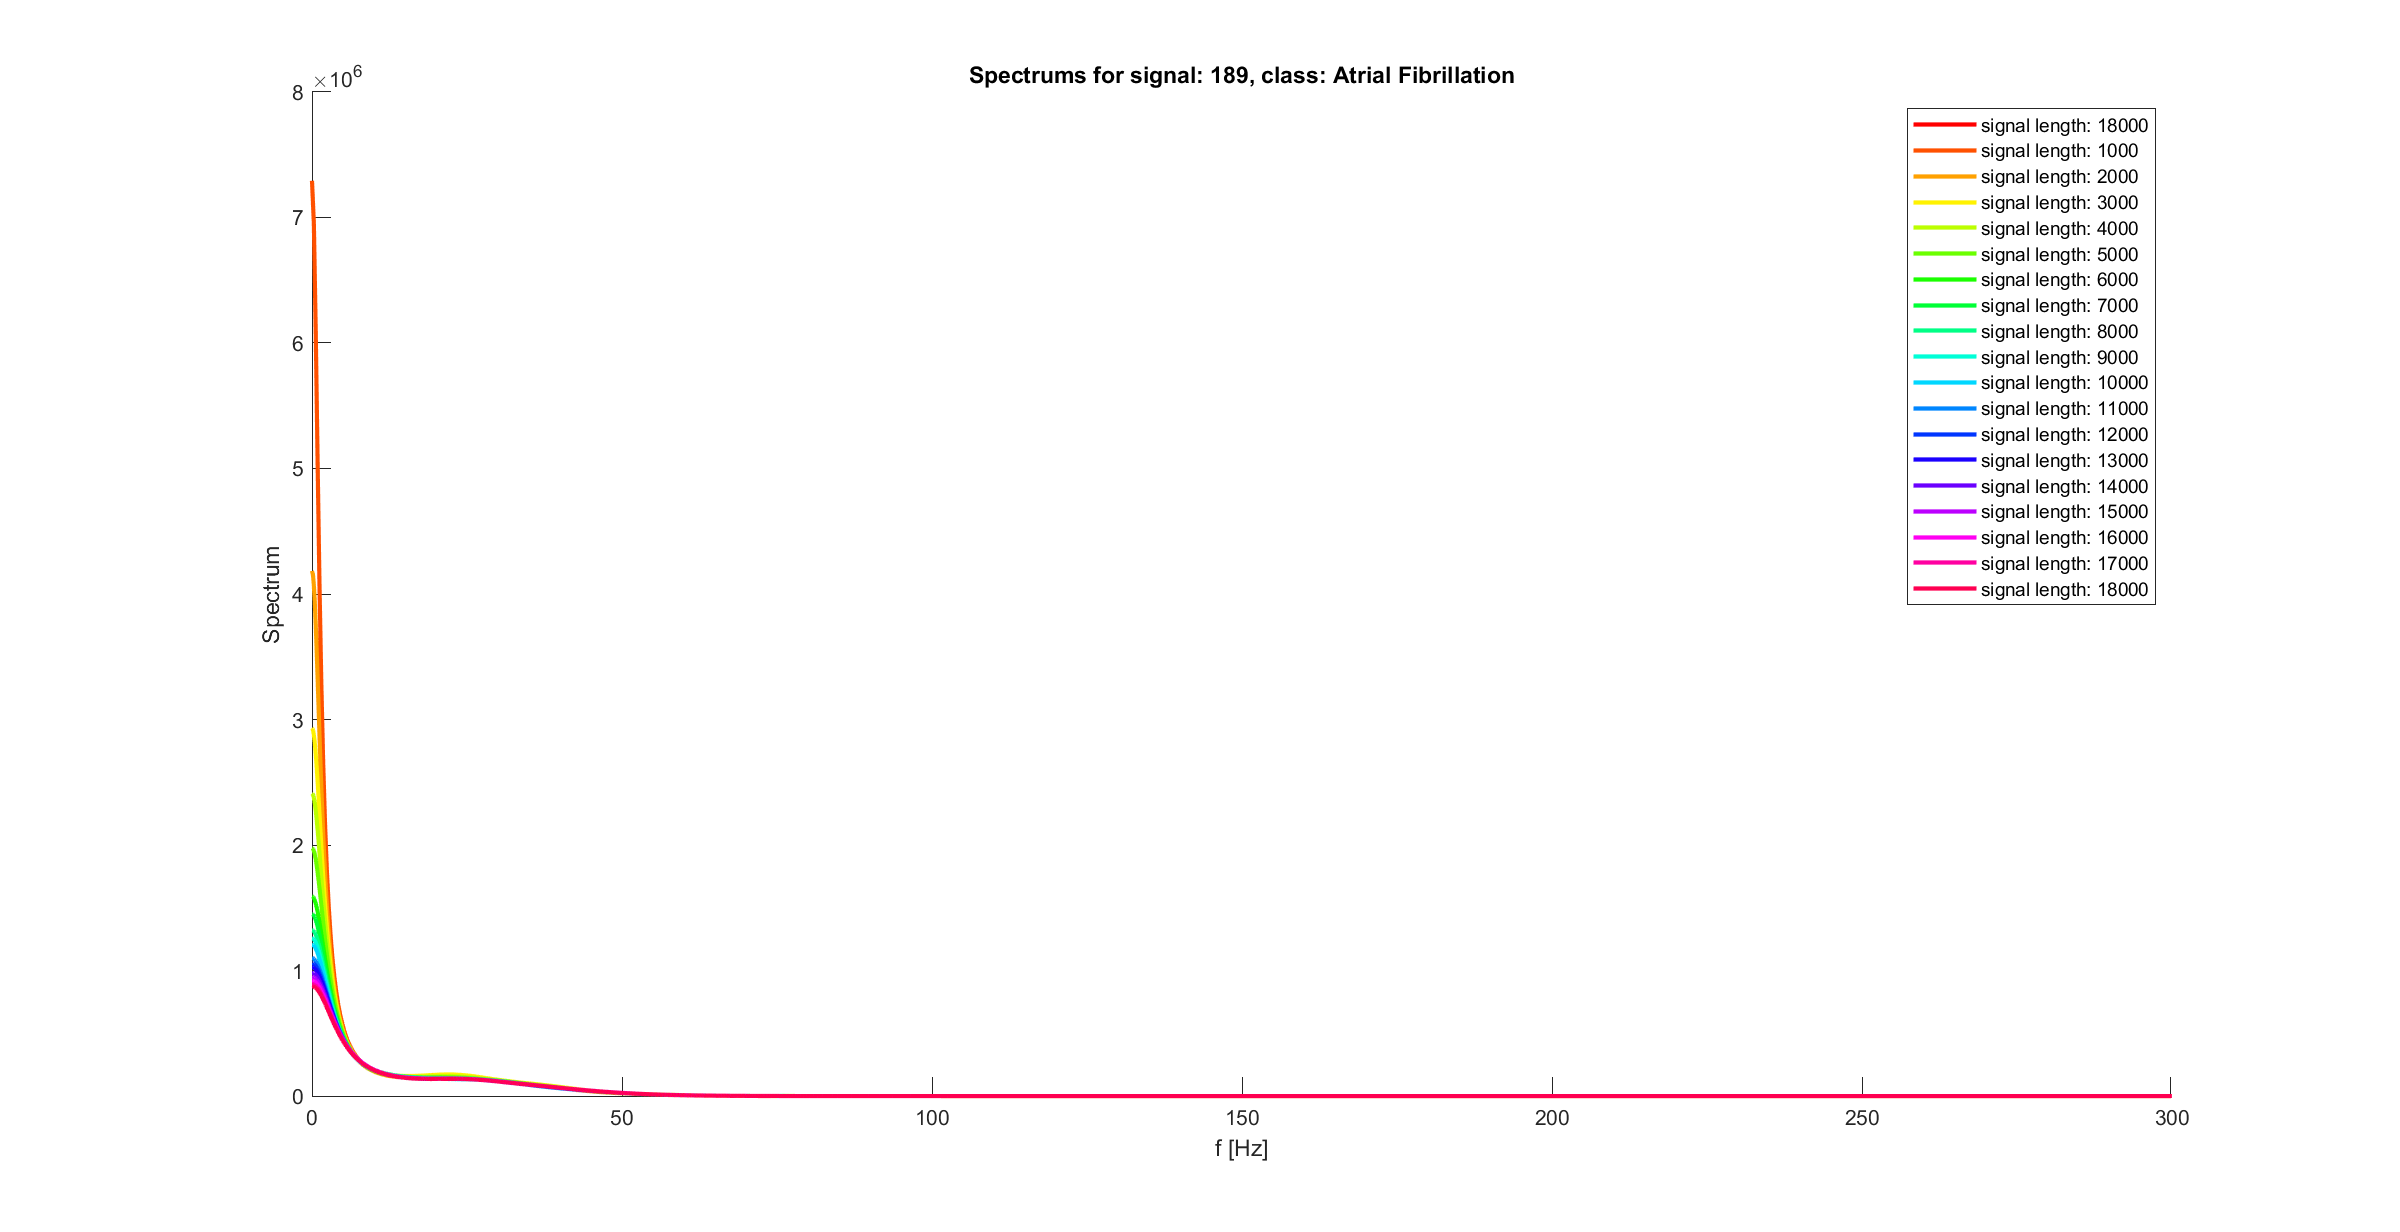 Spectrums for signal: 189, class: Atrial Fibrillation
×10^6
8
7
6
5
4
3
2
1
0
Spectrum
0 50 100 150 200 250 300
f [Hz]
signal length: 18000
signal length: 1000
signal length: 2000
signal length: 3000
signal length: 4000
signal length: 5000
signal length: 6000
signal length: 7000
signal length: 8000
signal length: 9000
signal length: 10000
signal length: 11000
signal length: 12000
signal length: 13000
signal length: 14000
signal length: 15000
signal length: 16000
signal length: 17000
signal length: 18000